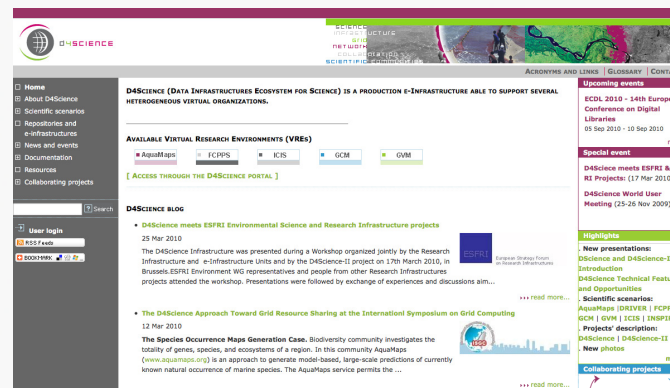 D4SCIENCE
SCIENCE
INFRASTRUCTURE
GRID
NETWORK
COLLABORATION
SCIENTIFIC COMMUNITIES
ACRONYMS AND LINKS | GLOSSARY |
Home
About D4Science
Scientific scenarios
Repositories and
e-infrastructures
News and events
Documentation
Resources
Collaborating projects
Search
User login
RSS Feeds
BOOKMARK
D4SCIENCE (DATA INFRASTRUCTURES ECOSYSTEM FOR SCIENCE) IS A PRODUCTION E-INFRASTRUCTURE ABLE TO SUPPORT SEVERAL
HETEROGENEOUS VIRTUAL ORGANIZATIONS.
AVAILABLE VIRTUAL RESEARCH ENVIRONMENTS (VRES)
AquaMaps FCPPS ICIS GCM GVM
[ ACCESS THROUGH THE D4SCIENCE PORTAL ]
D4SCIENCE BLOG
D4Science meets ESFRI Environmental Science and Research Infrastructure projects
25 Mar 2010
The D4Science Infrastructure was presented during a Workshop organized Jointly by the Research
Infrastructure and e-Infrastructure Units and by the D4Science-II project on 17th March 2010, in
Brussels.ESFRI Environment WG representatives and people from other Research Infrastructures
projects attended the workshop. Presentations were followed by exchange of experiences and discussions aim...
ESFRI
European Strategy Forum
on Research Infrastructures
read more...
The D4Science Approach Toward Grid Resource Sharing at the Internationl Symposium on Grid Computing
12 Mar 2010
The Species Occurrence Maps Generation Case. Biodiversity community investigates the
totality of genes, species, and ecosystems of a region. In this community AquaMaps
(www.aquamaps.org) is an approach to generate model-based, large-scale predictions of currently
known natural occurrence of marine species. The AquaMaps service permits the ...
ISGC
read more...
Upcoming events
ECDL 2010 - 14th
Conference on Digital
Libraries
05 Sep 2010 - 10 Sep 2010
Special event
D4Sciece meets ESFRI &
RI Projects: (17 Mar 2010
D4Science World User
Meeting (25-26 Nov 2009)
Highlights
New presentations:
DScience and D4Science-I
Introduction
D4Science Technical
and Opportunities
Scientific scenarios:
AquaMaps |DRIVER |
GCM | GVM | ICIS |
Projects' description:
D4Science | D4Science-II
New photos
Collaborating projects